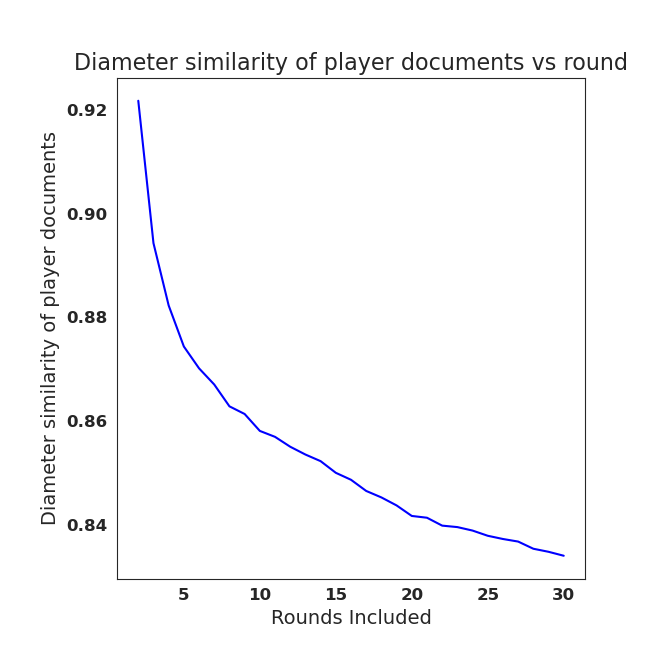 Diameter similarity of player documents vs round
Diameter similarity of player documents
0.92
0.90
0.88
0.86
0.84
5 10 15 20 25 30
Rounds Included